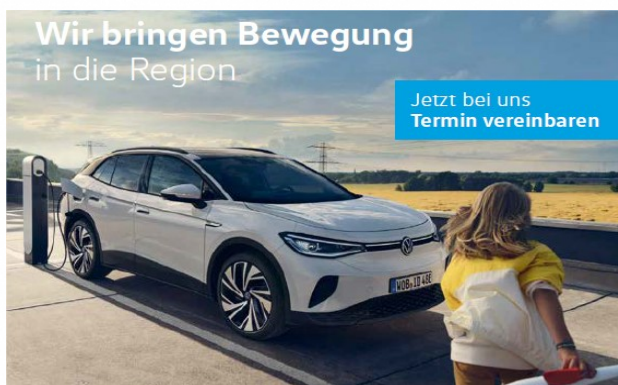 Wir bringen Bewegung
in die Region
Jetzt bei uns
Termin vereinbaren
WOB ID 48E